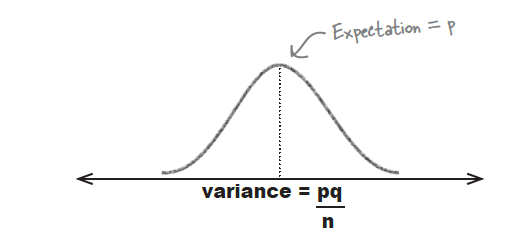 Expectation = p
variance = pq
n